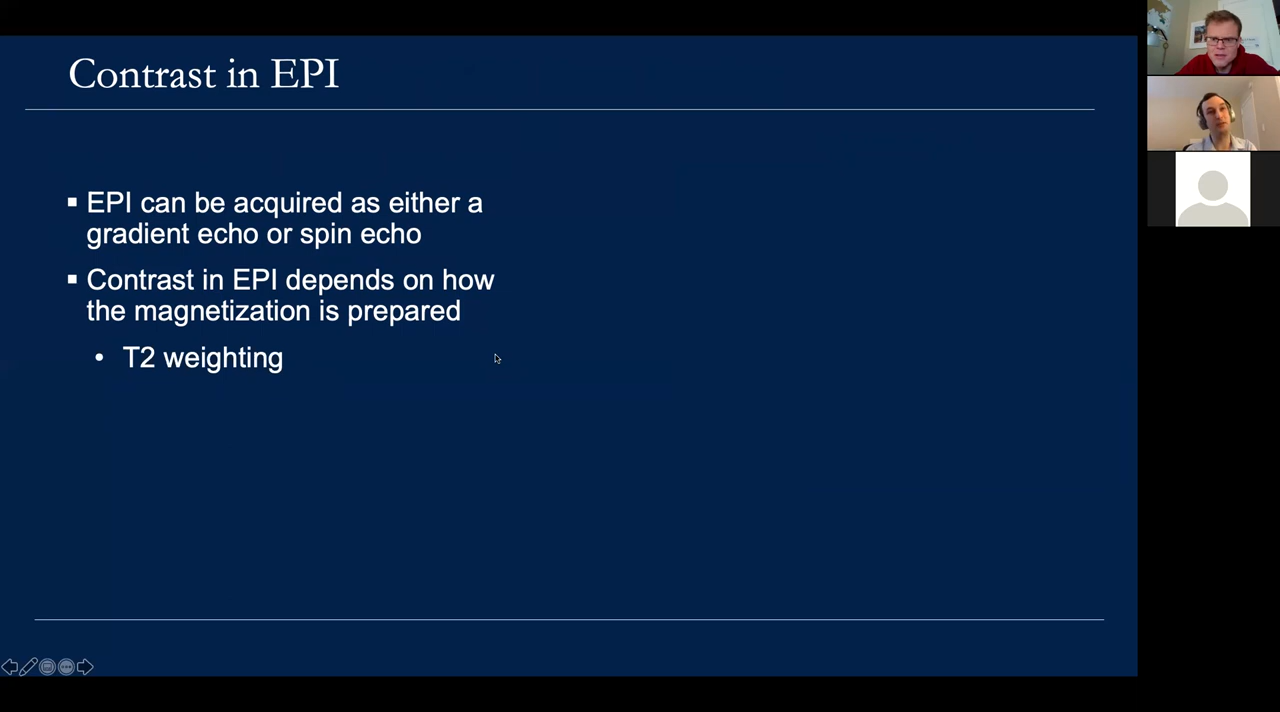 Contrast in EPI
▪ EPI can be acquired as either a
gradient echo or spin echo
▪ Contrast in EPI depends on how
the magnetization is prepared
• T2 weighting